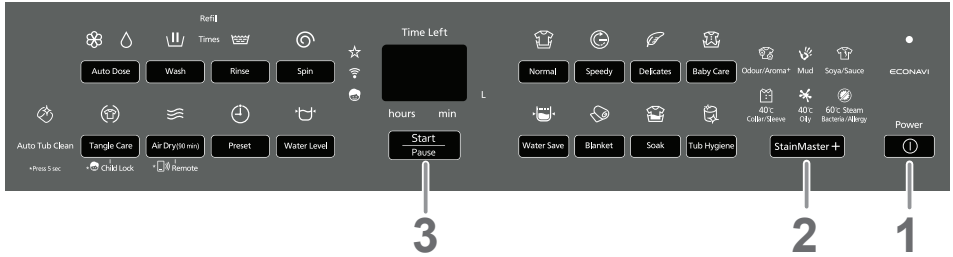 Refil
Times
Time Left
Auto Dose
Wash
Rinse
Spin
L
hours min
Normal
Speedy
Delicates
Baby Care
Odour/Aroma+ Mud Soya/Sauce
ECONAVI
40℃ 40℃ 60℃ Steam
Collar/Sleeve Oily Bacteria/Allergy
Power
Auto Tub Clean
Tangle Care
Air Dry(90 min)
Preset
Water Level
Start
Pause
Water Save
Blanket
Soak
Tub Hygiene
StainMaster+
*Press 5 sec
* Child Lock
* Remote
3
2
1